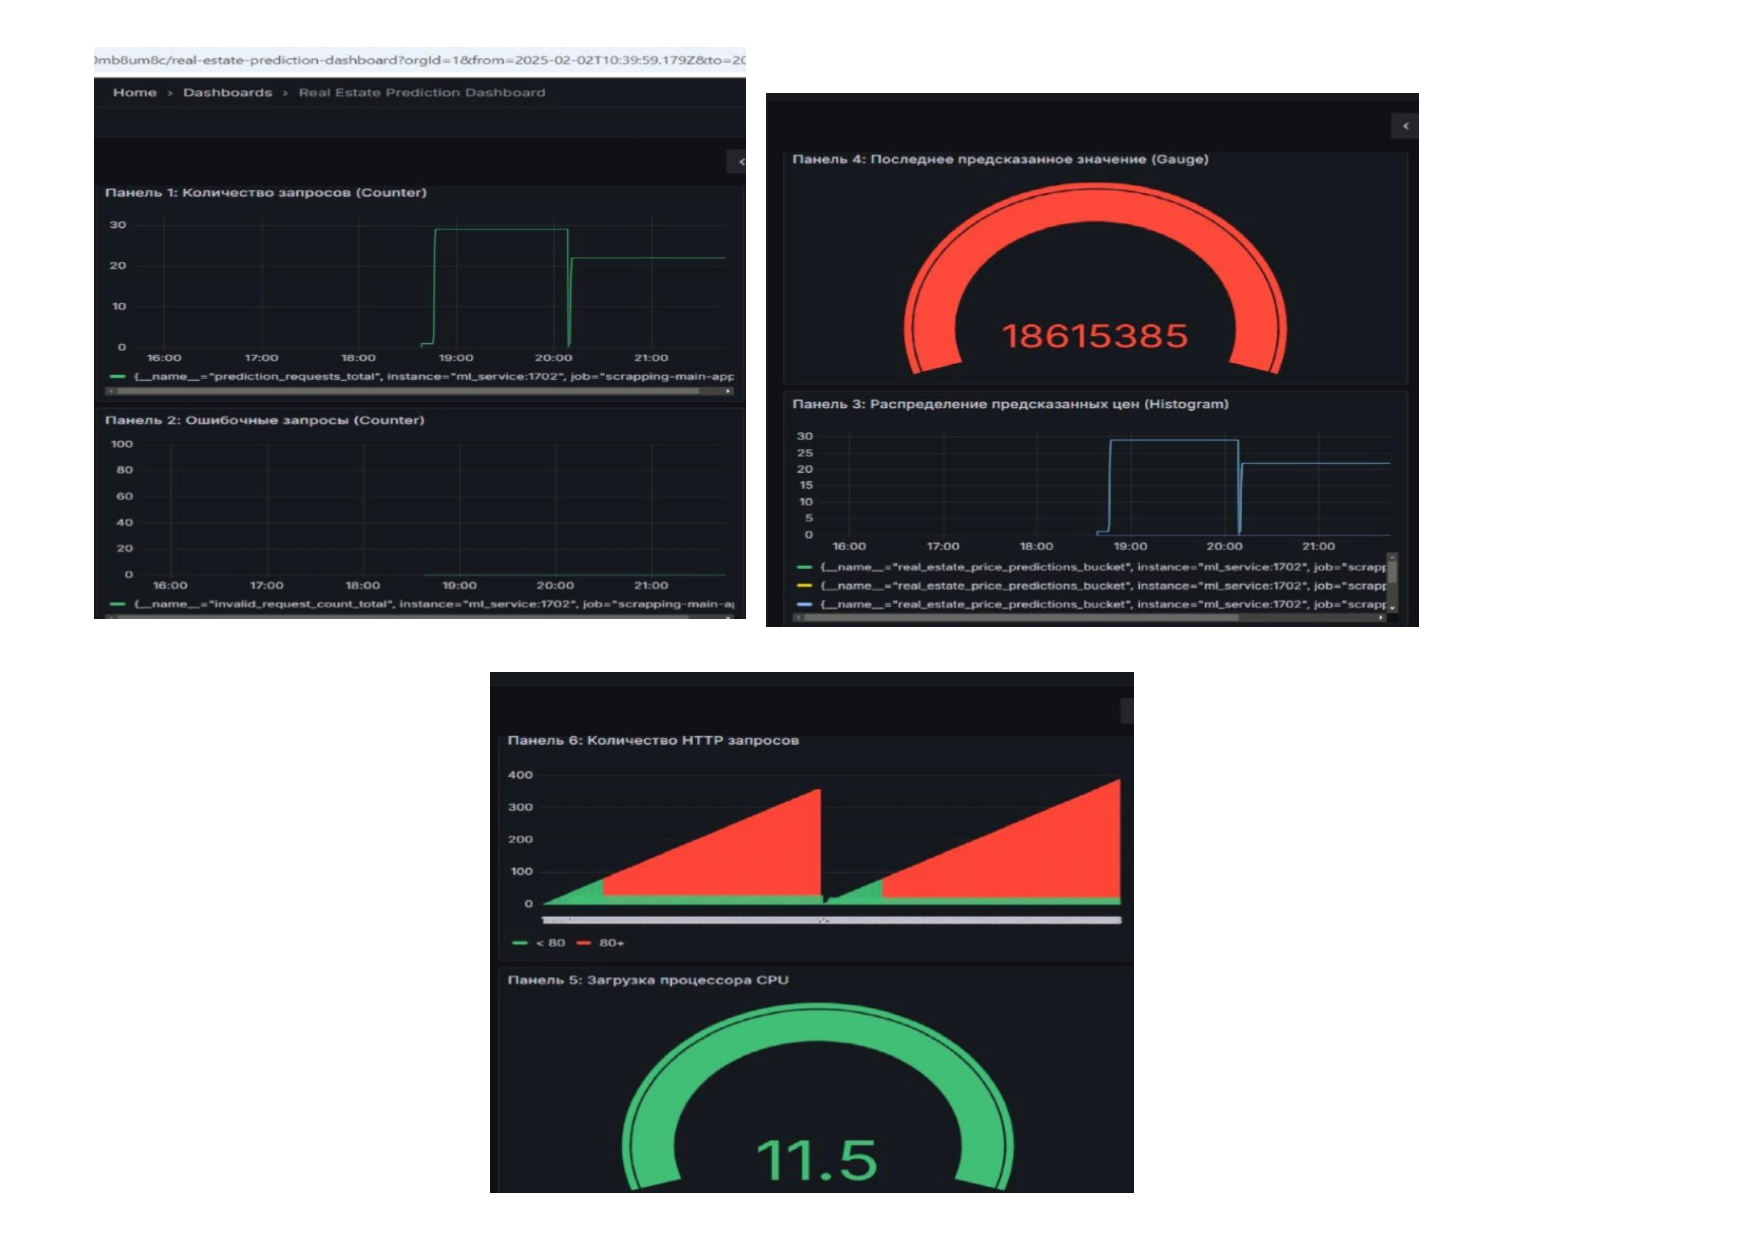 0mb8um8c/real-estate-prediction-dashboard?orgId=1&from=2025-02-02T10:39:59.179Z&to=20
Home › Dashboards › Real Estate Prediction Dashboard
Панель 1: Количество запросов (Counter)
30
20
10
0
16:00 17:00 18:00 19:00 20:00 21:00
{__name__="prediction_requests_total", instance="ml_service:1702", job="scrapping-main-app
Панель 2: Ошибочные запросы (Counter)
100
80
60
40
20
0
16:00 17:00 18:00 19:00 20:00 21:00
{__name__="invalid_request_count_total", instance="ml_service:1702", job="scrapping-main-a
Панель 4: Последнее предсказанное значение (Gauge)
18615385
Панель 3: Распределение предсказанных цен (Histogram)
30
25
20
15
10
5
0
16:00 17:00 18:00 19:00 20:00 21:00
{__name__="real_estate_price_predictions_bucket", instance="ml_service:1702", job="scrapp
{__name__="real_estate_price_predictions_bucket", instance="ml_service:1702", job="scrapp
{__name__="real_estate_price_predictions_bucket", instance="ml_service:1702", job="scrapp
Панель 6: Количество HTTP запросов
400
300
200
100
0
< 80 80+
Панель 5: Загрузка процессора CPU
11.5